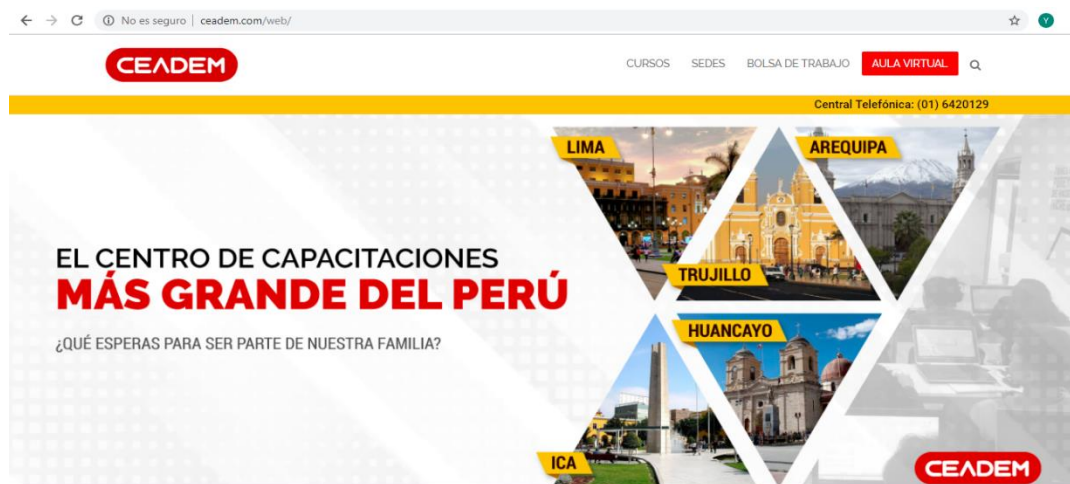 No es seguro | ceadem.com/web/
Y
CEADEM
CURSOS SEDES BOLSA DE TRABAJO AULA VIRTUAL
Central Telefónica: (01) 6420129
LIMA
AREQUIPA
EL CENTRO DE CAPACITACIONES
MÁS GRANDE DEL PERÚ
¿QUÉ ESPERAS PARA SER PARTE DE NUESTRA FAMILIA?
TRUJILLO
HUANCAYO
ICA
CEADEM